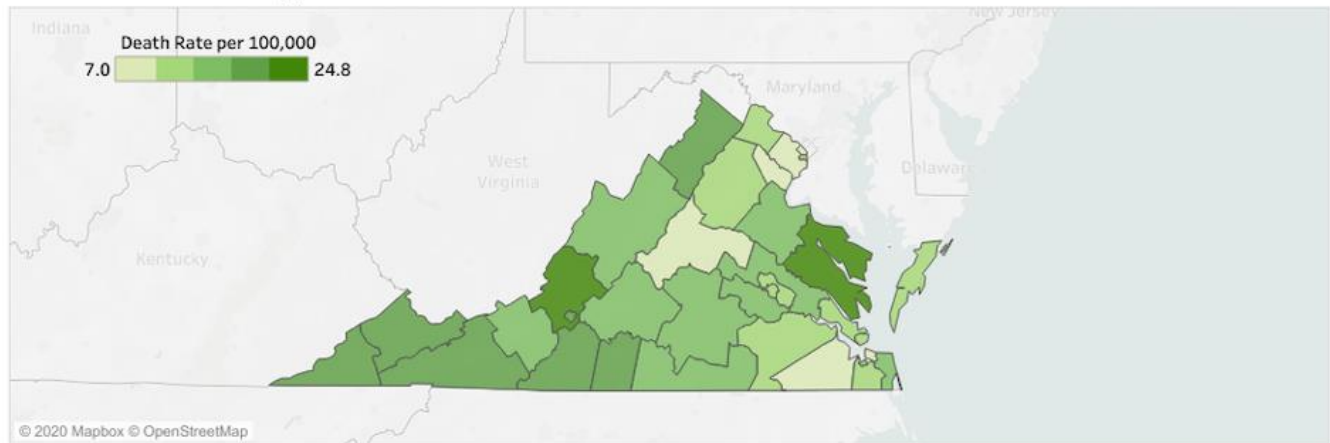 New Jersey
Indiana
Death Rate per 100,000
7.0 24.8
Maryland
West
Virginia
Delaware
Kentucky
© 2020 Mapbox © OpenStreetMap